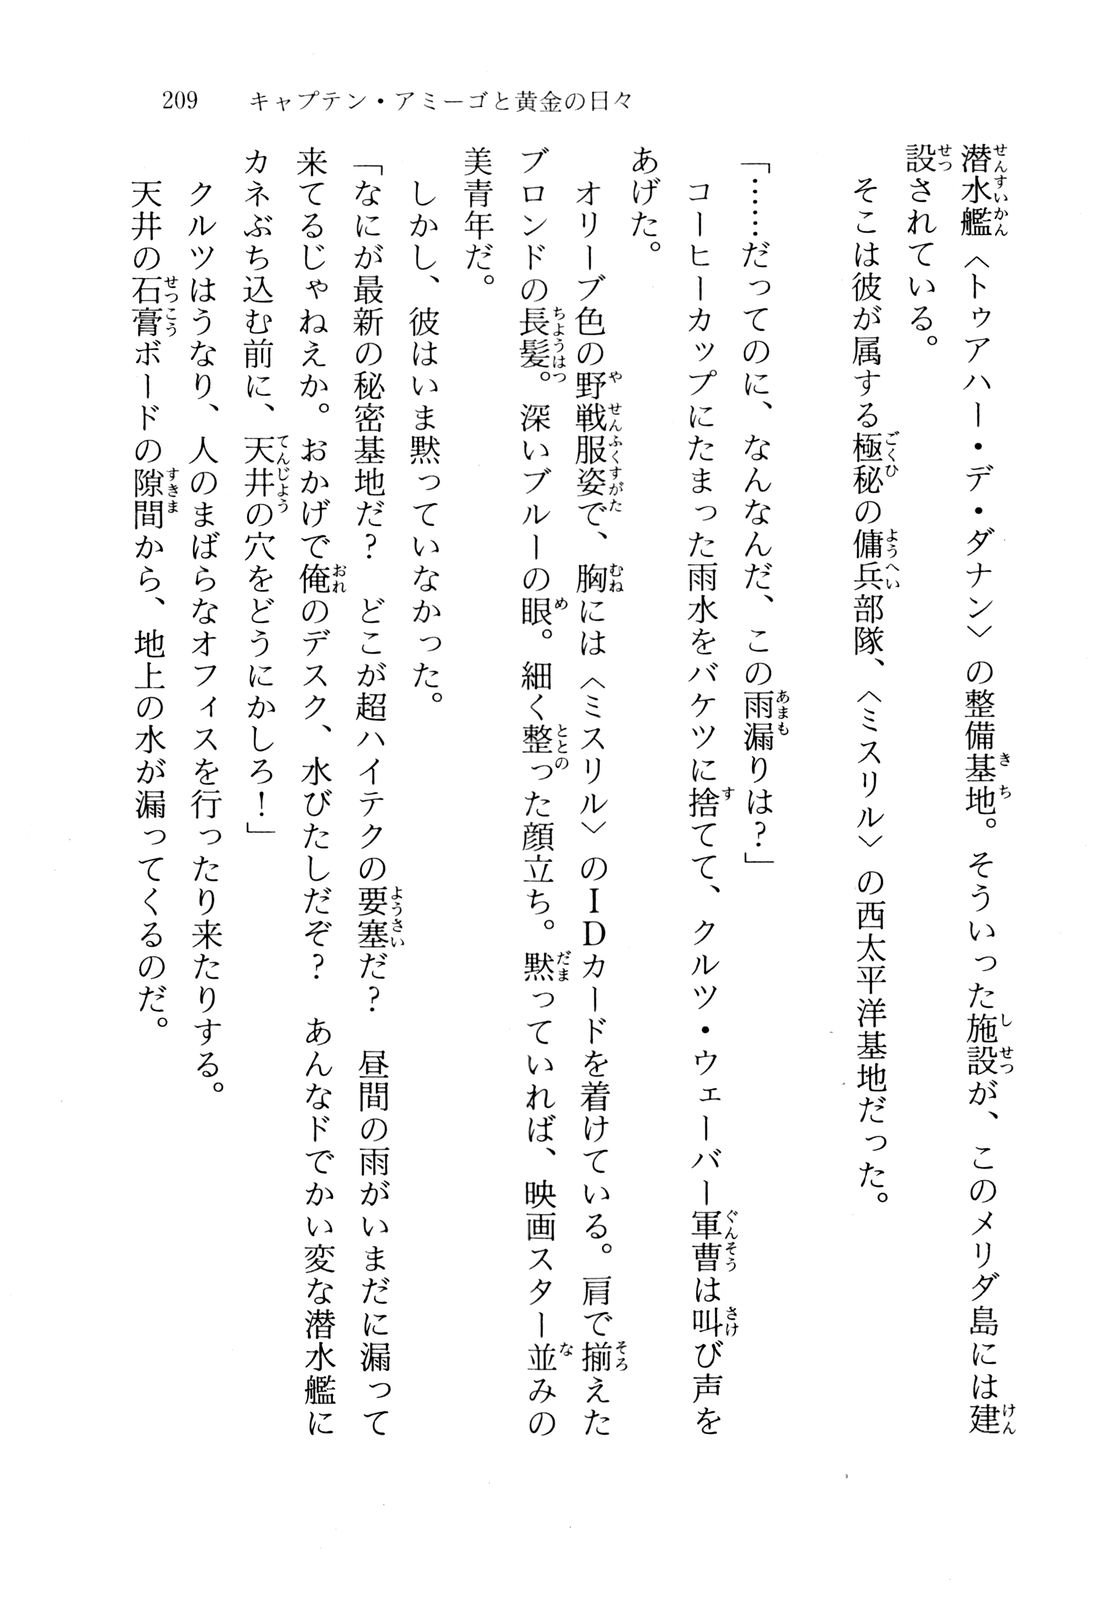 209　キャプテン・アミーゴと黄金の日々
潜水艦〈トゥアハー・デ・ダナン〉の整備基地。そういった施設が、このメリダ島には建
設されている。
　そこは彼が属する極秘の傭兵部隊、〈ミスリル〉の西太平洋基地だった。
「……だってのに、なんなんだ、この雨漏りは？」
　コーヒーカップにたまった雨水をバケツに捨てて、クルツ・ウェーバー軍曹は叫び声を
あげた。
　オリーブ色の野戦服姿で、胸には〈ミスリル〉のIDカードを着けている。肩で揃えた
ブロンドの長髪。深いブルーの眼。細く整った顔立ち。黙っていれば、映画スター並みの
美青年だ。
　しかし、彼はいま黙っていなかった。
「なにが最新の秘密基地だ？　どこが超ハイテクの要塞だ？　昼間の雨がいまだに漏って
来てるじゃねえか。おかげで俺のデスク、水びたしだぞ？　あんなドでかい変な潜水艦に
カネぶち込む前に、天井の穴をどうにかしろ！」
　クルツはうなり、人のまばらなオフィスを行ったり来たりする。
　天井の石膏ボードの隙間から、地上の水が漏ってくるのだ。